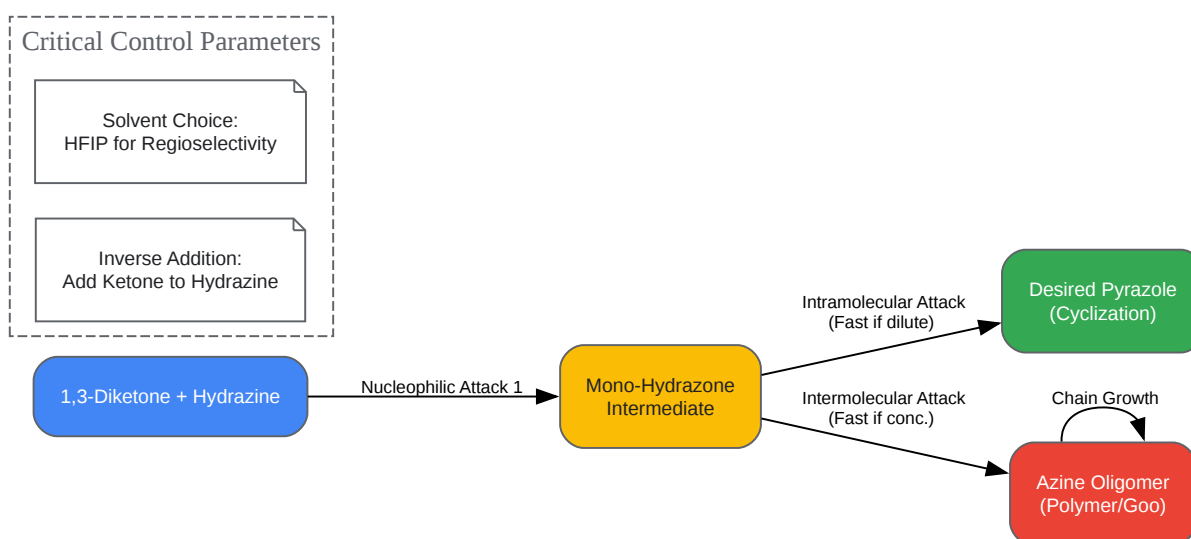 Critical Control Parameters
Solvent Choice:
HFIP for Regioselectivity
Inverse Addition:
Add Ketone to Hydrazine
1,3-Diketone + Hydrazine
Nucleophilic Attack 1
Mono-Hydrazone
Intermediate
Intramolecular Attack
(Fast if dilute)
Desired Pyrazole
(Cyclization)
Intermolecular Attack
(Fast if conc.)
Chain Growth
Azine Oligomer
(Polymer/Goo)